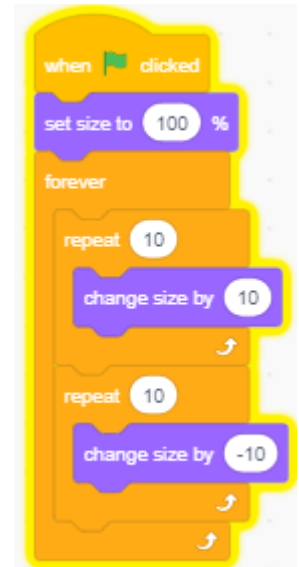 when clicked
set size to 100 %
forever
repeat 10
change size by 10
repeat 10
change size by -10